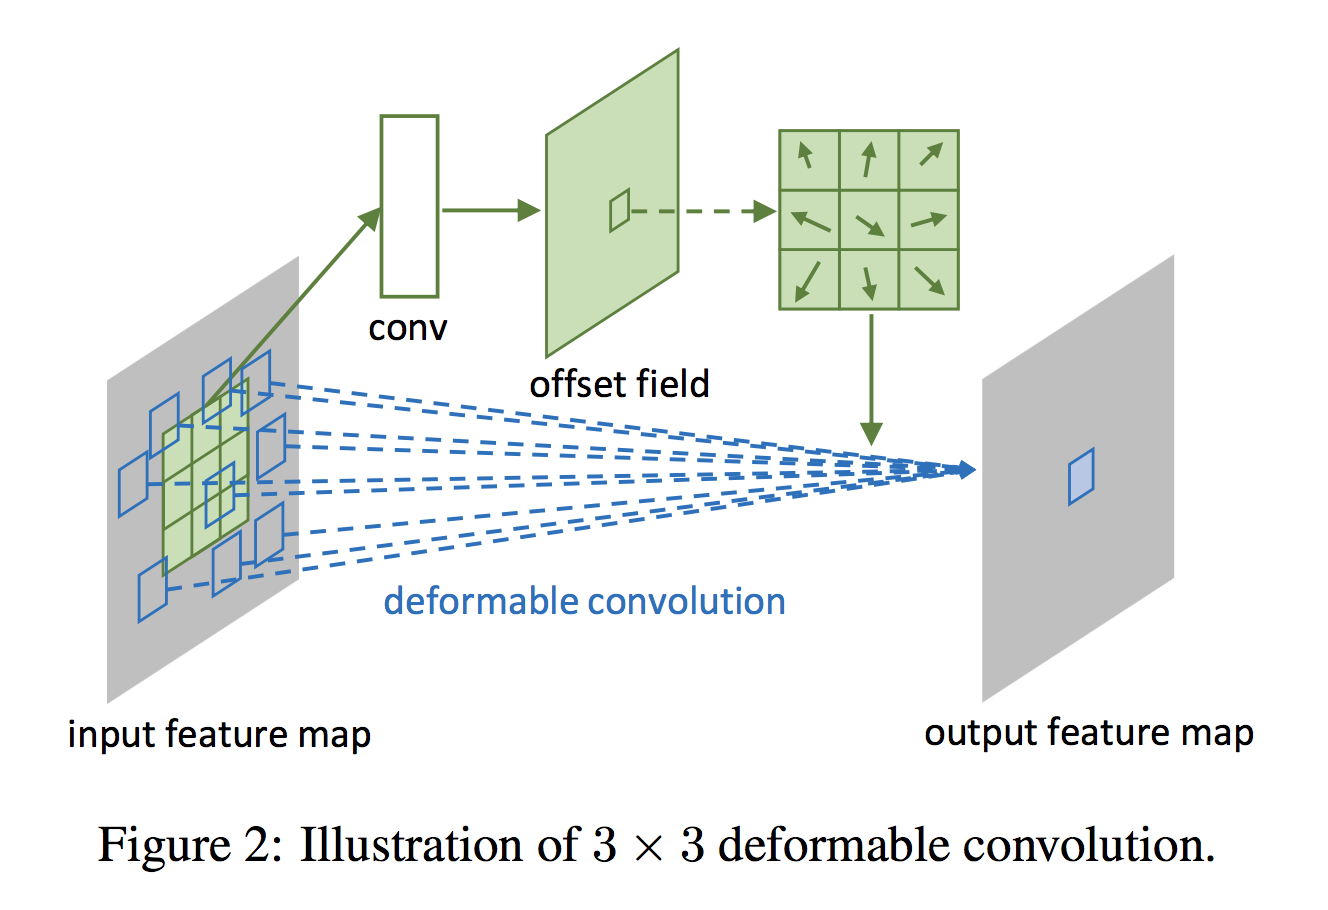 conv
offset field
deformable convolution
input feature map
output feature map
Figure 2: Illustration of 3 × 3 deformable convolution.